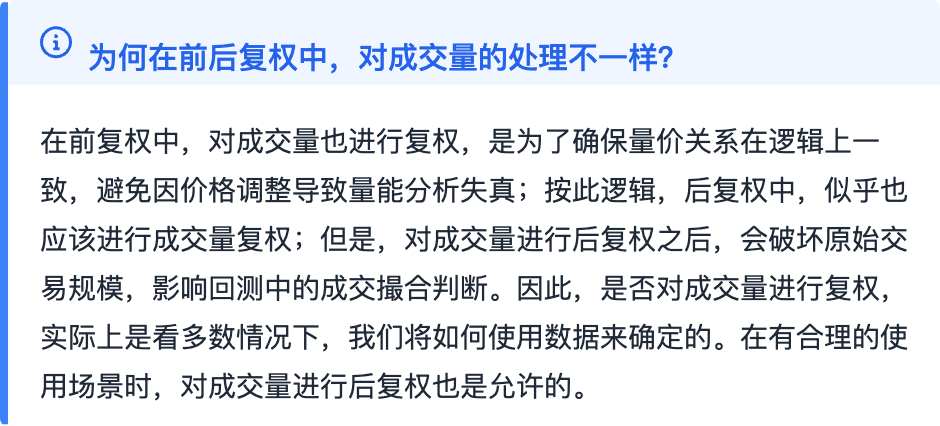 为何在前后复权中，对成交量的处理不一样？
在前复权中，对成交量也进行复权，是为了确保量价关系在逻辑上一
致，避免因价格调整导致量能分析失真；按此逻辑，后复权中，似乎也
应该进行成交量复权；但是，对成交量进行后复权之后，会破坏原始交
易规模，影响回测中的成交撮合判断。因此，是否对成交量进行复权，
实际上是看多数情况下，我们将如何使用数据来确定的。在有合理的使
用场景时，对成交量进行后复权也是允许的。